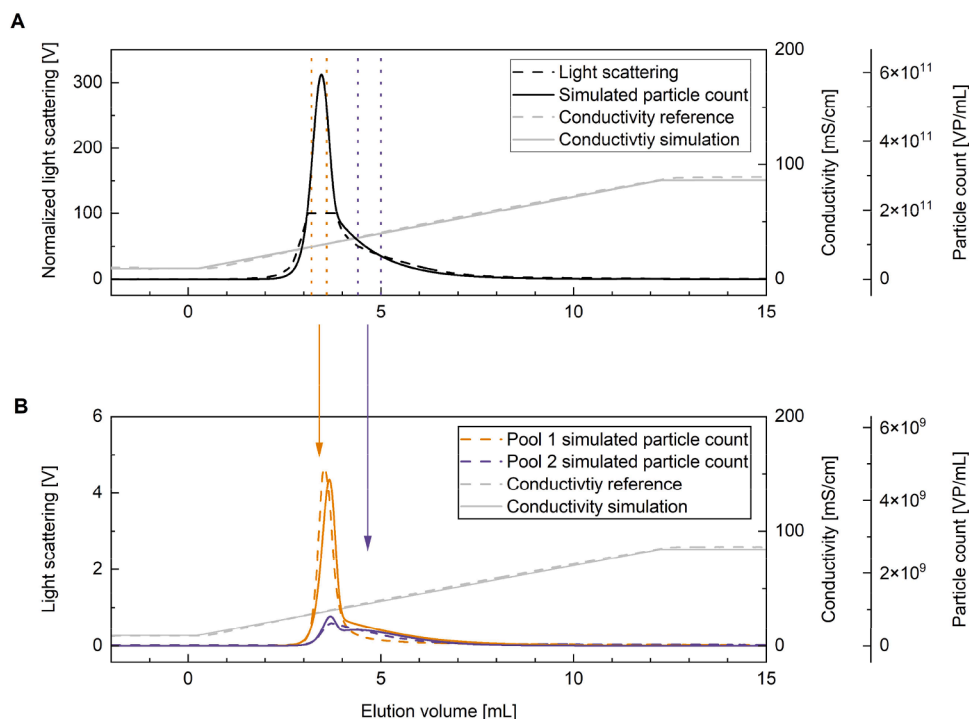 A
Normalized light scattering [V]
300
200
100
0
Light scattering
Simulated particle count
Conductivity reference
Conductivtiy simulation
200
100
0
Conductivity [mS/cm]
6×10¹¹
4×10¹¹
2×10¹¹
0
Particle count [VP/mL]
0
5
10
15
B
Light scattering [V]
6
4
2
0
Pool 1 simulated particle count
Pool 2 simulated particle count
Conductivtiy reference
Conductivity simulation
200
100
0
Conductivity [mS/cm]
6×10⁹
4×10⁹
2×10⁹
0
Particle count [VP/mL]
0
5
10
15
Elution volume [mL]